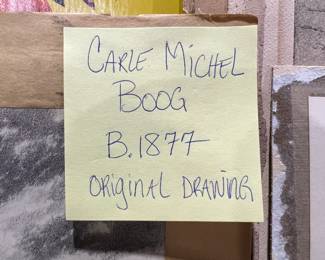 CARLE MICHEL
BOOG
B. 1877
ORIGINAL DRAWING